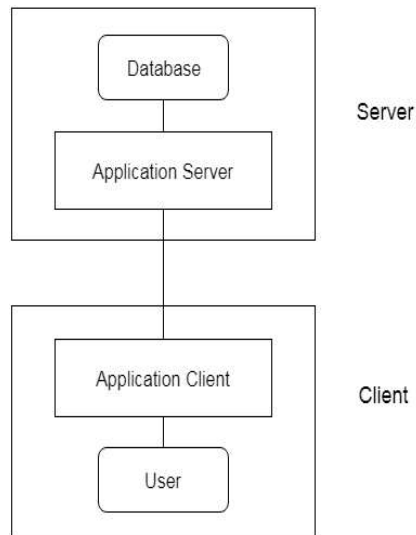 Database
Server
Application Server
Application Client
Client
User